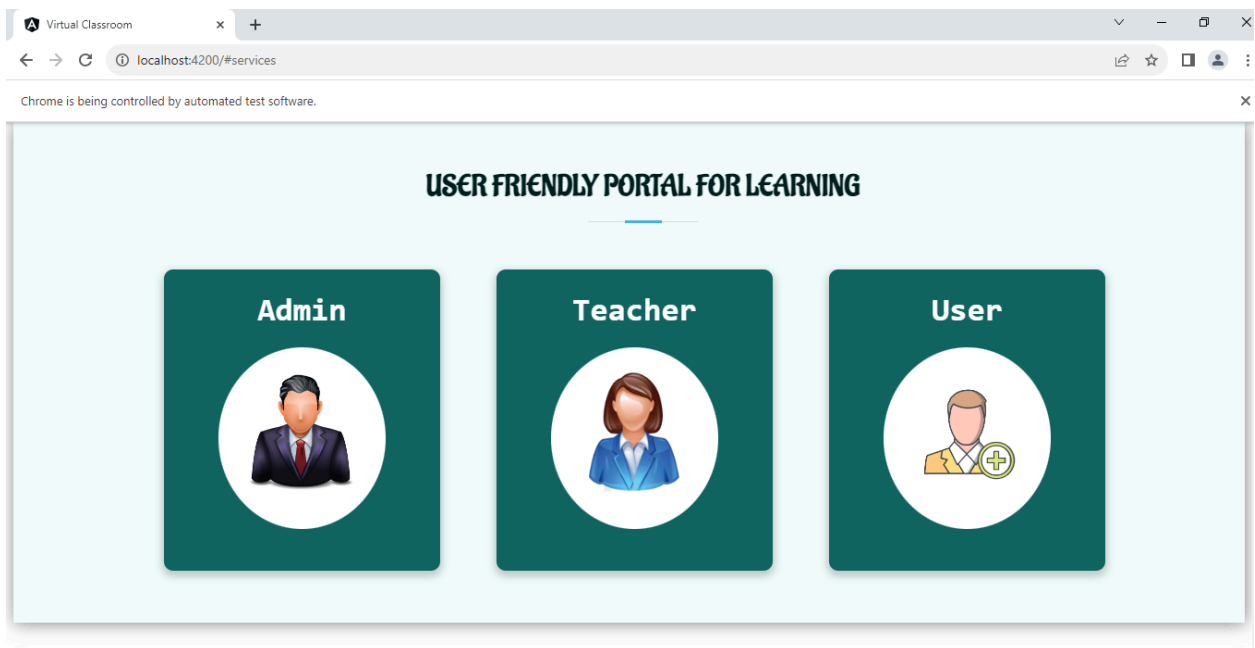 Virtual Classroom
localhost:4200/#services
Chrome is being controlled by automated test software.
USER FRIENDLY PORTAL FOR LEARNING
Admin
Teacher
User